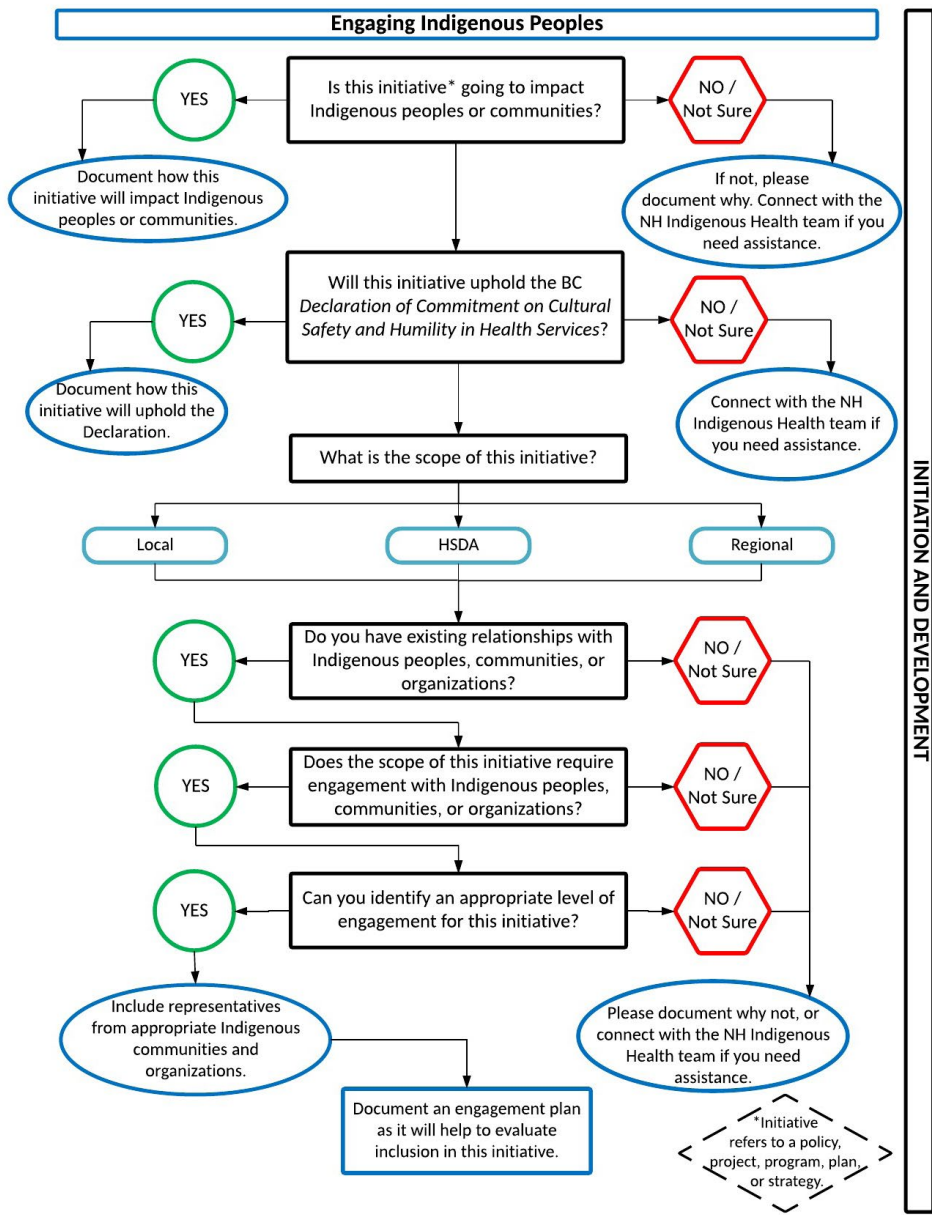 Engaging Indigenous Peoples
Is this initiative* going to impact
Indigenous peoples or communities?
YES
NO /
Not Sure
Document how this
initiative will impact Indigenous
peoples or communities.
If not, please
document why. Connect with the
NH Indigenous Health team if you
need assistance.
Will this initiative uphold the BC
Declaration of Commitment on Cultural
Safety and Humility in Health Services?
YES
NO /
Not Sure
Document how this
initiative will uphold the
Declaration.
Connect with the NH
Indigenous Health team if
you need assistance.
What is the scope of this initiative?
Local
HSDA
Regional
Do you have existing relationships with
Indigenous peoples, communities, or
organizations?
YES
NO /
Not Sure
Does the scope of this initiative require
engagement with Indigenous peoples,
communities, or organizations?
YES
NO /
Not Sure
Can you identify an appropriate level of
engagement for this initiative?
YES
NO /
Not Sure
Include representatives
from appropriate Indigenous
communities and
organizations.
Please document why not, or
connect with the NH Indigenous
Health team if you need
assistance.
Document an engagement plan
as it will help to evaluate
inclusion in this initiative.
*Initiative
refers to a policy,
project, program, plan,
or strategy.
INITIATION AND DEVELOPMENT